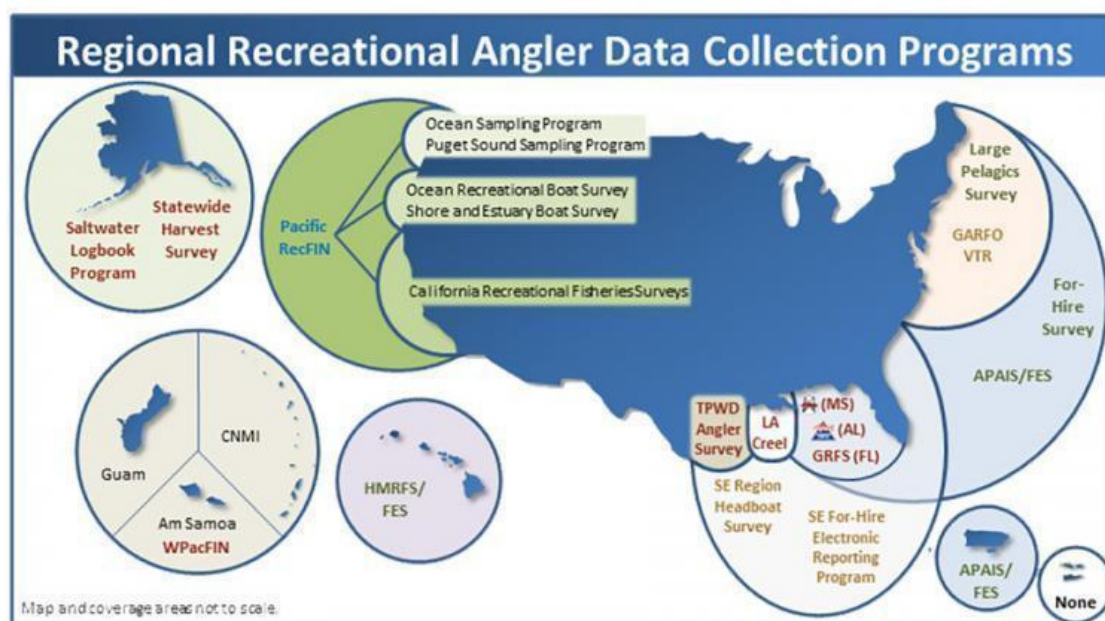 Regional Recreational Angler Data Collection Programs
Saltwater
Logbook
Program
Statewide
Harvest
Survey
Pacific
RecFIN
Ocean Sampling Program
Puget Sound Sampling Program
Ocean Recreational Boat Survey
Shore and Estuary Boat Survey
California Recreational Fisheries Surveys
Large
Pelagics
Survey
GARFO
VTR
For-
Hire
Survey
APAIS/FES
Guam
CNMI
Am Samoa
WPacFIN
HMRFS/
FES
TPWD
Angler
Survey
LA
Creel
(MS)
(AL)
GRFS (FL)
SE Region
Headboat
Survey
SE For-Hire
Electronic
Reporting
Program
APAIS/
FES
None
Map and coverage areas not to scale.